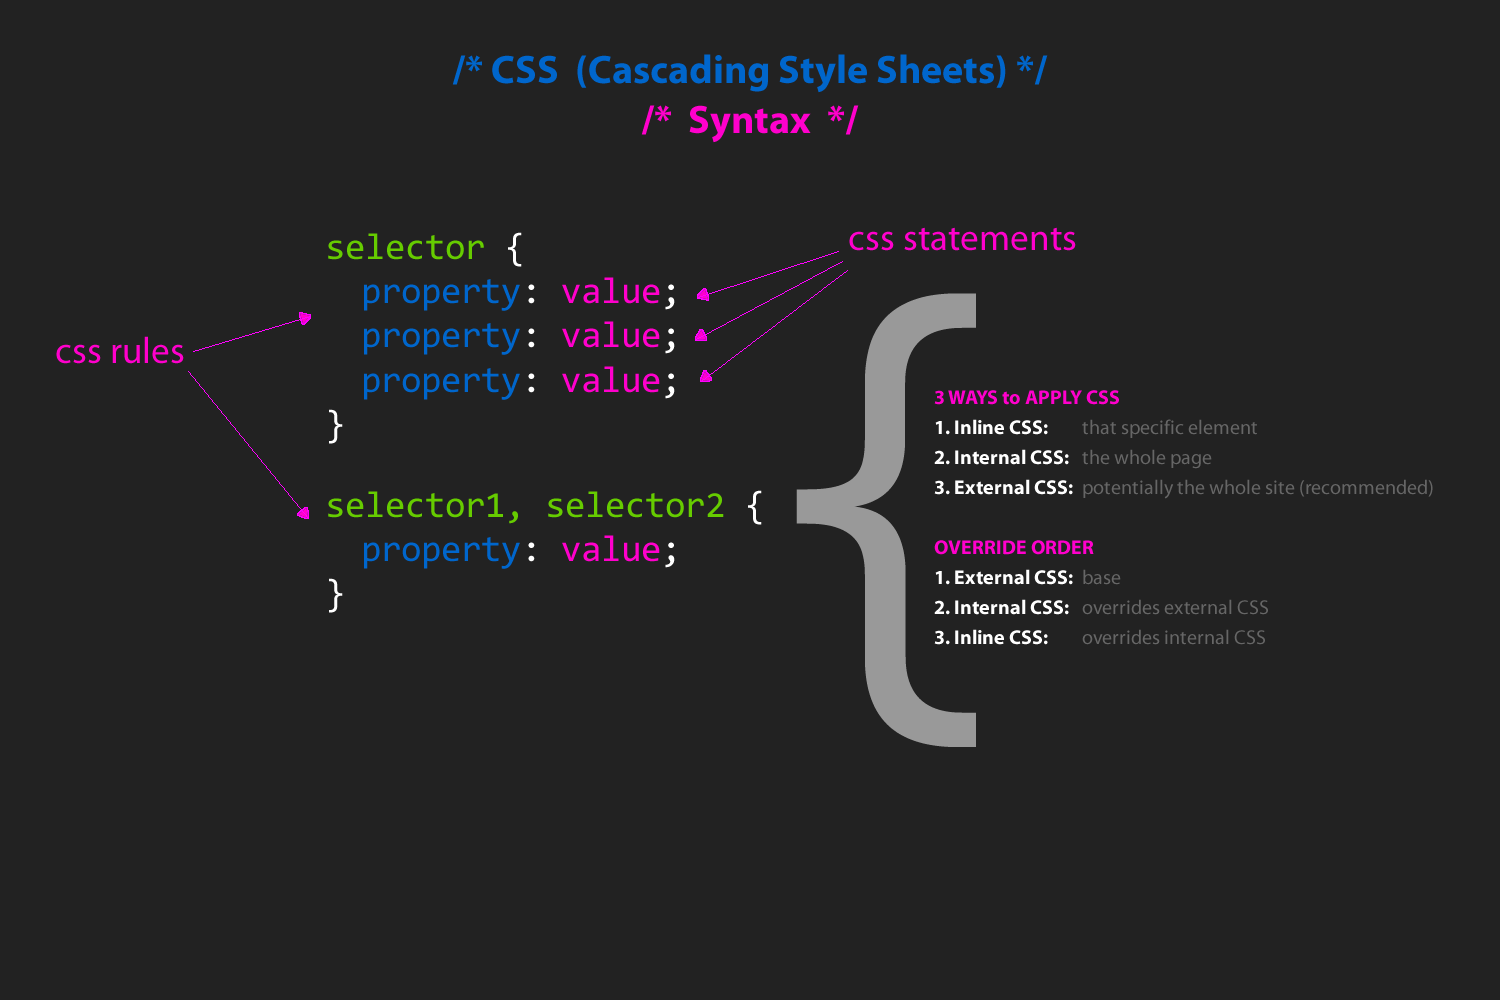 /* CSS (Cascading Style Sheets) */
/* Syntax */
css rules
selector {
property: value;
property: value;
property: value;
}
selector1, selector2 {
property: value;
}
css statements
3 WAYS to APPLY CSS
1. Inline CSS: that specific element
2. Internal CSS: the whole page
3. External CSS: potentially the whole site (recommended)
OVERRIDE ORDER
1. External CSS: base
2. Internal CSS: overrides external CSS
3. Inline CSS: overrides internal CSS